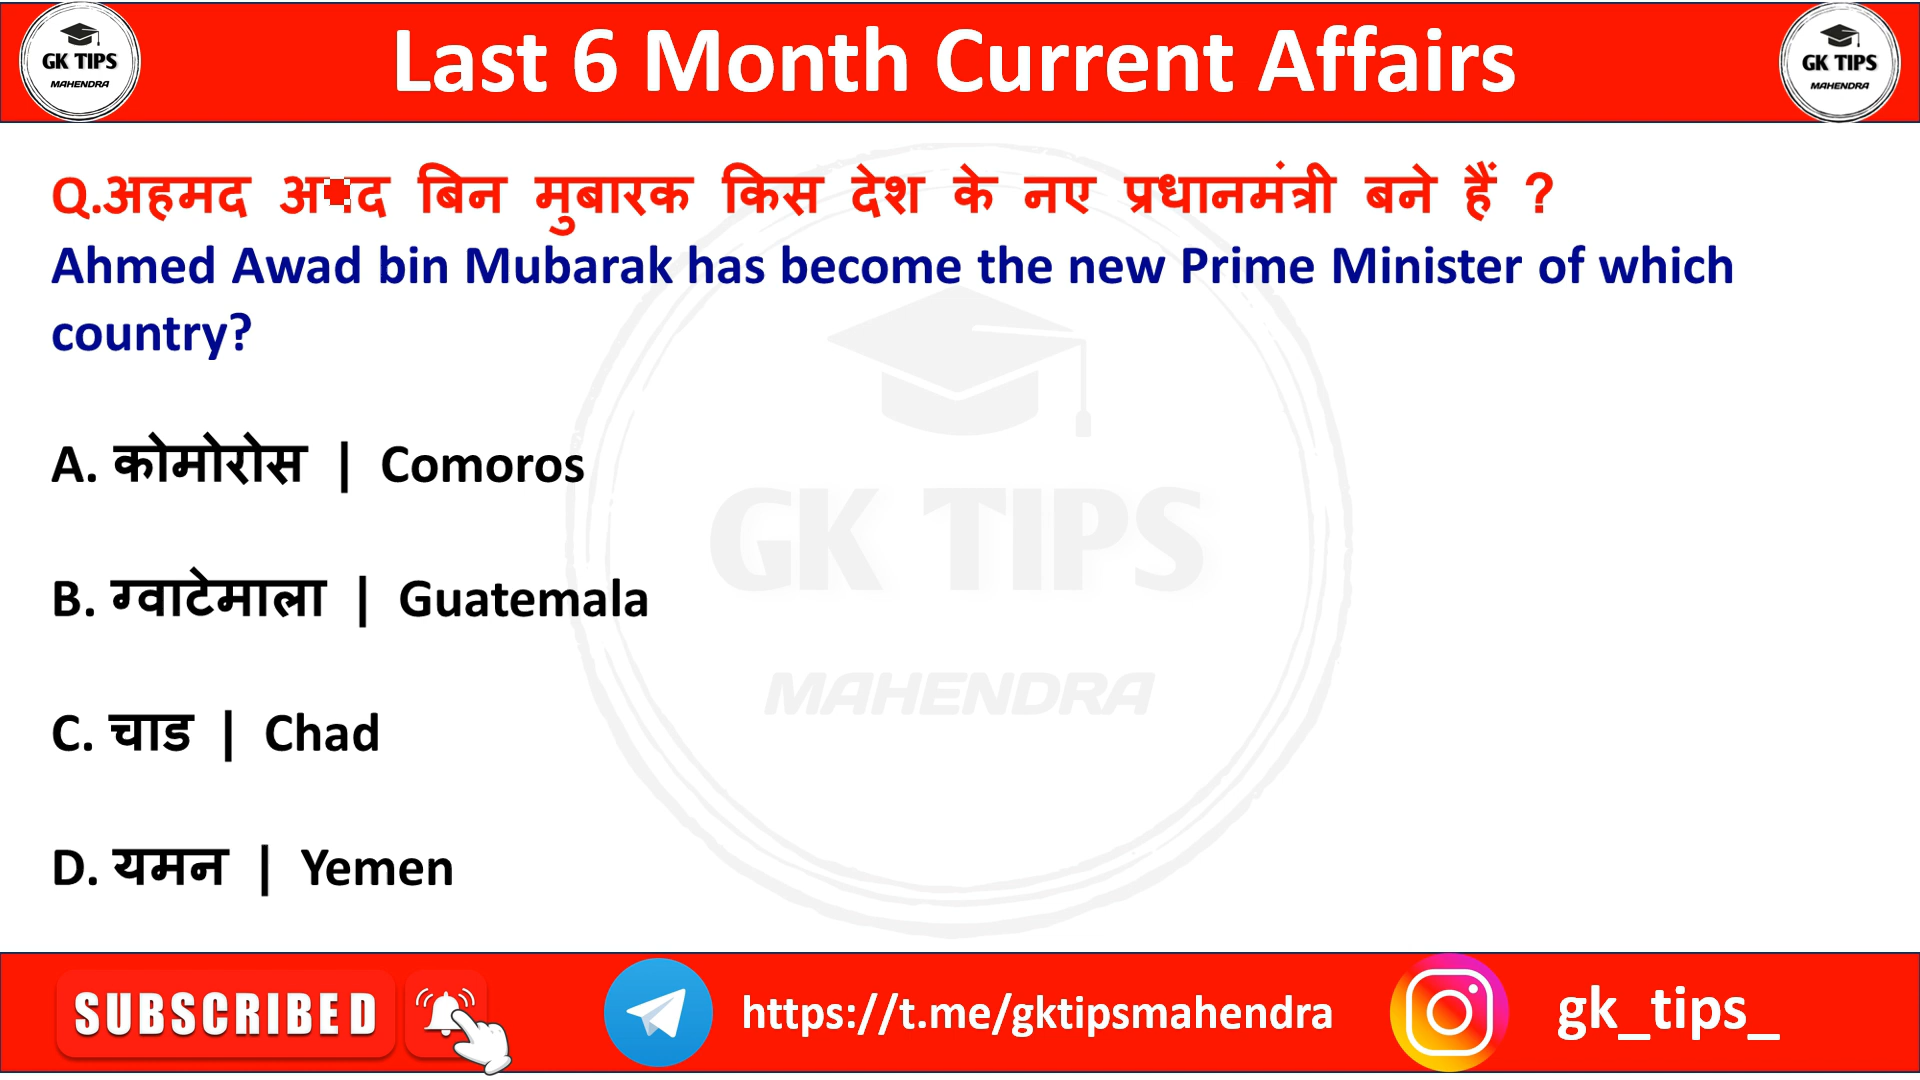 GK TIPS
MAHENDRA
Last 6 Month Current Affairs
GK TIPS
MAHENDRA
Q.अहमद बिन मुबारक किस देश के नए प्रधानमंत्री बने हैं ?
Ahmed Awad bin Mubarak has become the new Prime Minister of which
country?
A. कोमोरोस | Comoros
B. ग्वाटेमाला | Guatemala
C. चाड | Chad
D. यमन | Yemen
GK TIPS
MAHENDRA
SUBSCRIBED
https://t.me/gktipsmahendra
gk_tips_